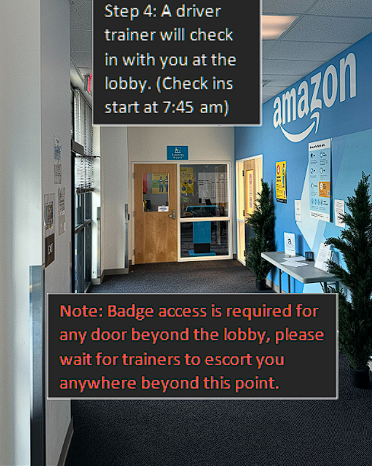 Step 4: A driver
trainer will check
in with you at the
lobby. (Check ins
start at 7:45 am)
amazon
EXIT
Note: Badge access is required for
any door beyond the lobby, please
wait for trainers to escort you
anywhere beyond this point.